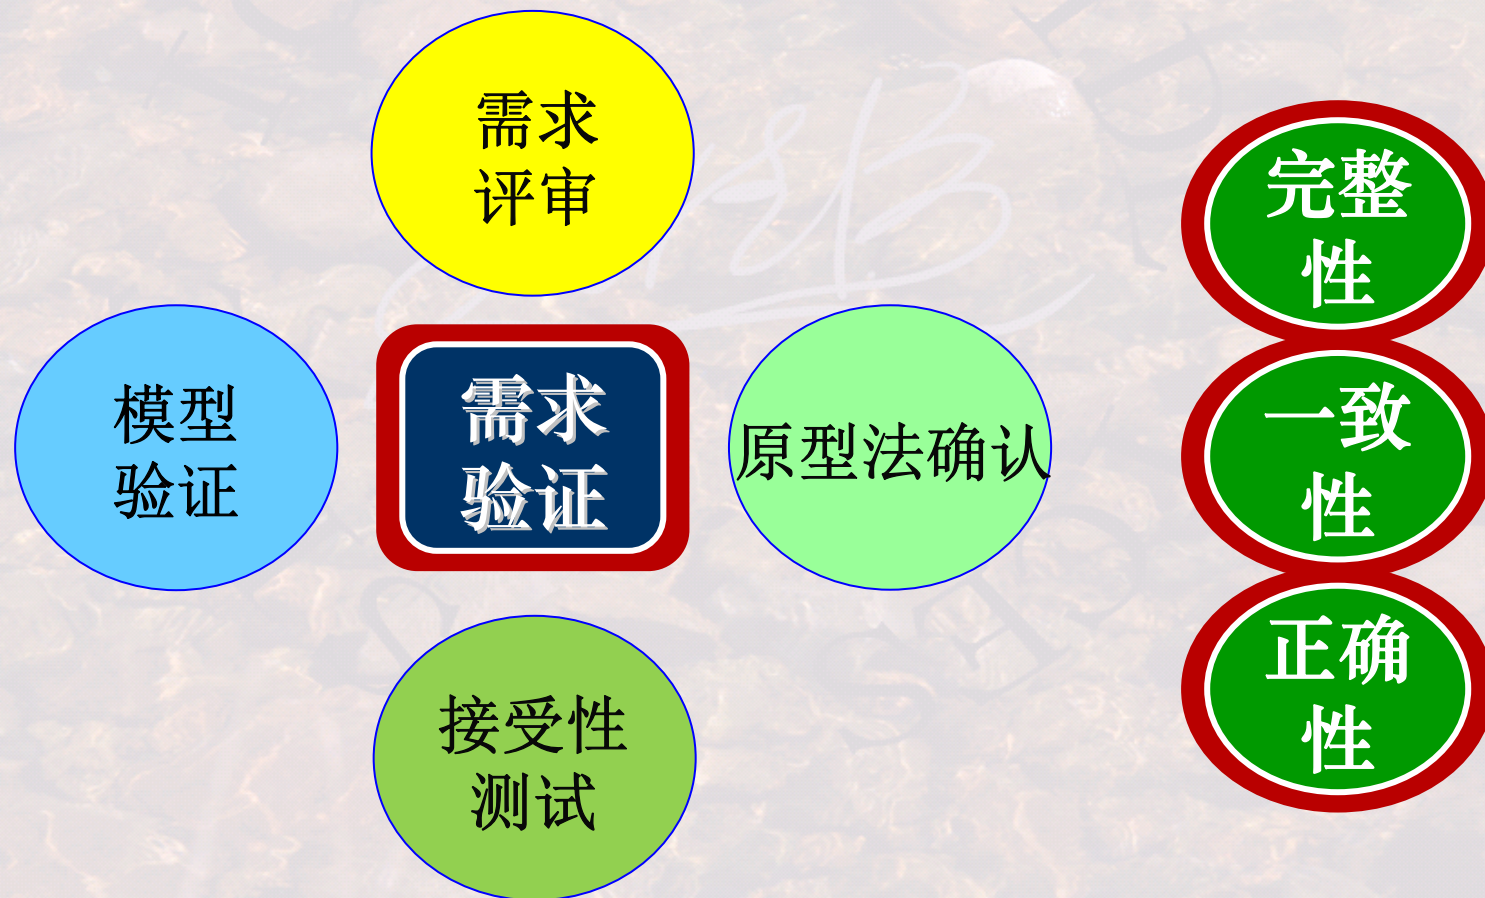 需求
评审
模型
验证
需求
验证
原型法确认
接受性
测试
完整
性
一致
性
正确
性